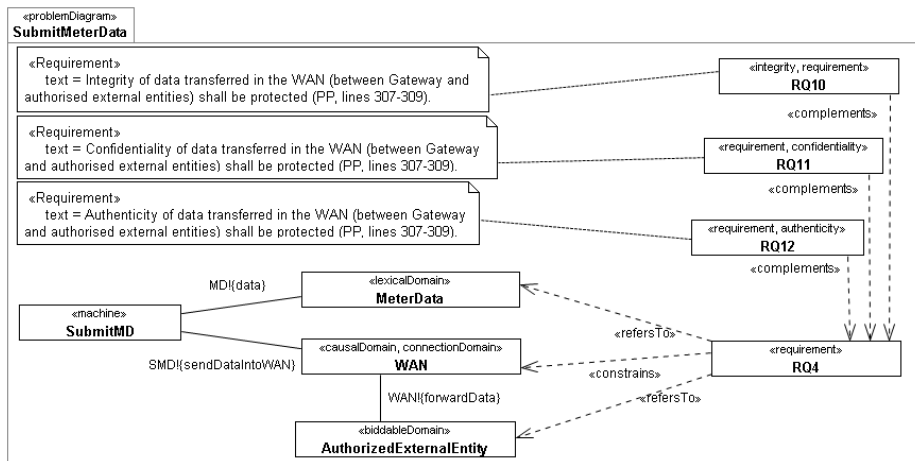 «problemDiagram»
SubmitMeterData
«Requirement»
text = Integrity of data transferred in the WAN (between Gateway and
authorised external entities) shall be protected (PP, lines 307-309).
«integrity, requirement»
RQ10
«complements»
«Requirement»
text = Confidentiality of data transferred in the WAN (between Gateway
and authorised external entities) shall be protected (PP, lines 307-309).
«requirement, confidentiality»
RQ11
«complements»
«Requirement»
text = Authenticity of data transferred in the WAN (between Gateway
and authorised external entities) shall be protected (PP, lines 307-309).
«requirement, authenticity»
RQ12
«complements»
MD!{data}
«lexicalDomain»
MeterData
«machine»
SubmitMD
«refersTo»
SMD!{sendDataIntoWAN}
«causalDomain, connectionDomain»
WAN
«constrains»
«requirement»
RQ4
WAN!{forwardData}
«refersTo»
«biddableDomain»
AuthorizedExternalEntity